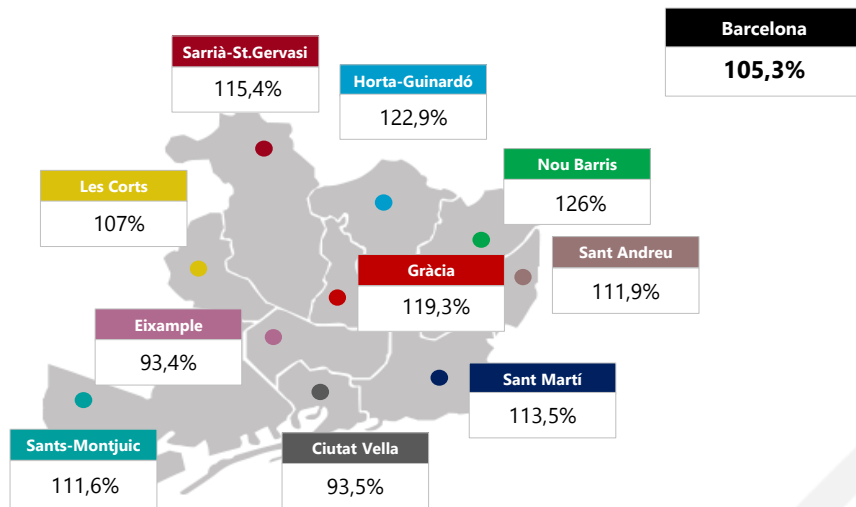 Barcelona
105,3%
Sarrià-St.Gervasi
115,4%
Horta-Guinardó
122,9%
Nou Barris
126%
Les Corts
107%
Sant Andreu
111,9%
Gràcia
119,3%
Eixample
93,4%
Sant Martí
113,5%
Sants-Montjuic
111,6%
Ciutat Vella
93,5%